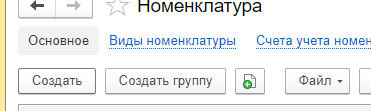 Номенклатура
Основное Виды номенклатуры Счета учета номен
Создать Создать группу Файл